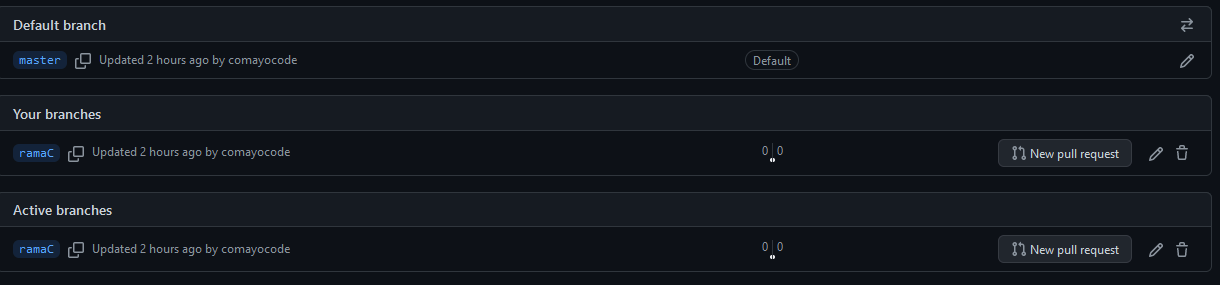 Default branch
master Updated 2 hours ago by comayocode Default
Your branches
ramaC Updated 2 hours ago by comayocode 0 0 New pull request
Active branches
ramaC Updated 2 hours ago by comayocode 0 0 New pull request